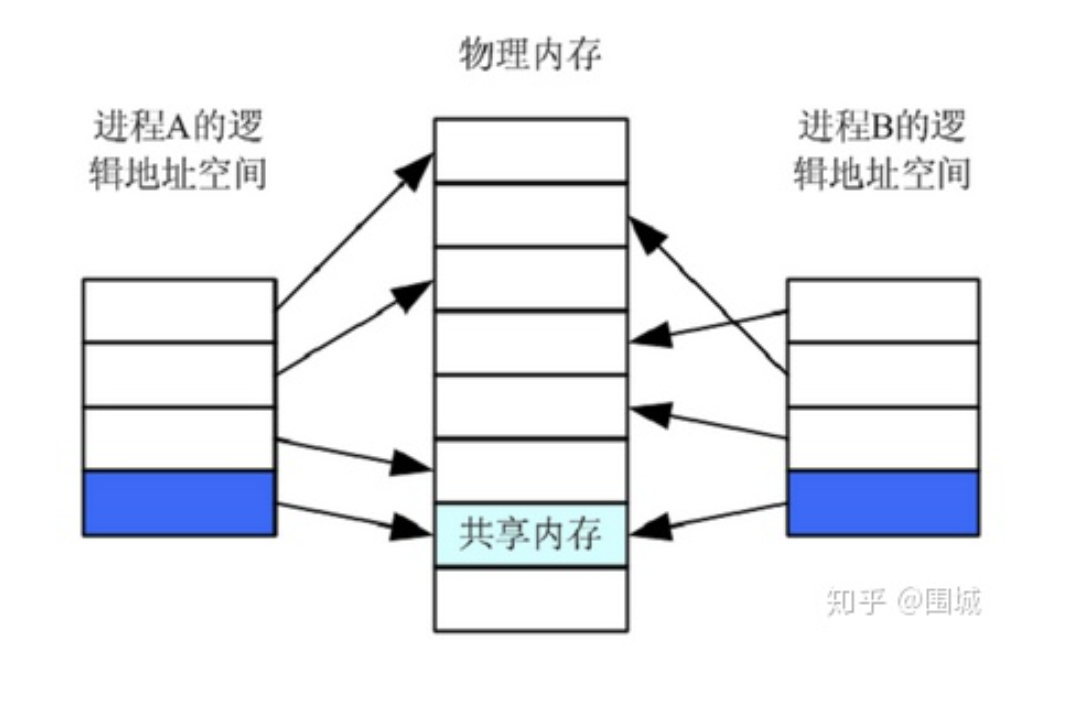 物理内存
进程A的逻
辑地址空间
进程B的逻
辑地址空间
共享内存
知乎 @围城